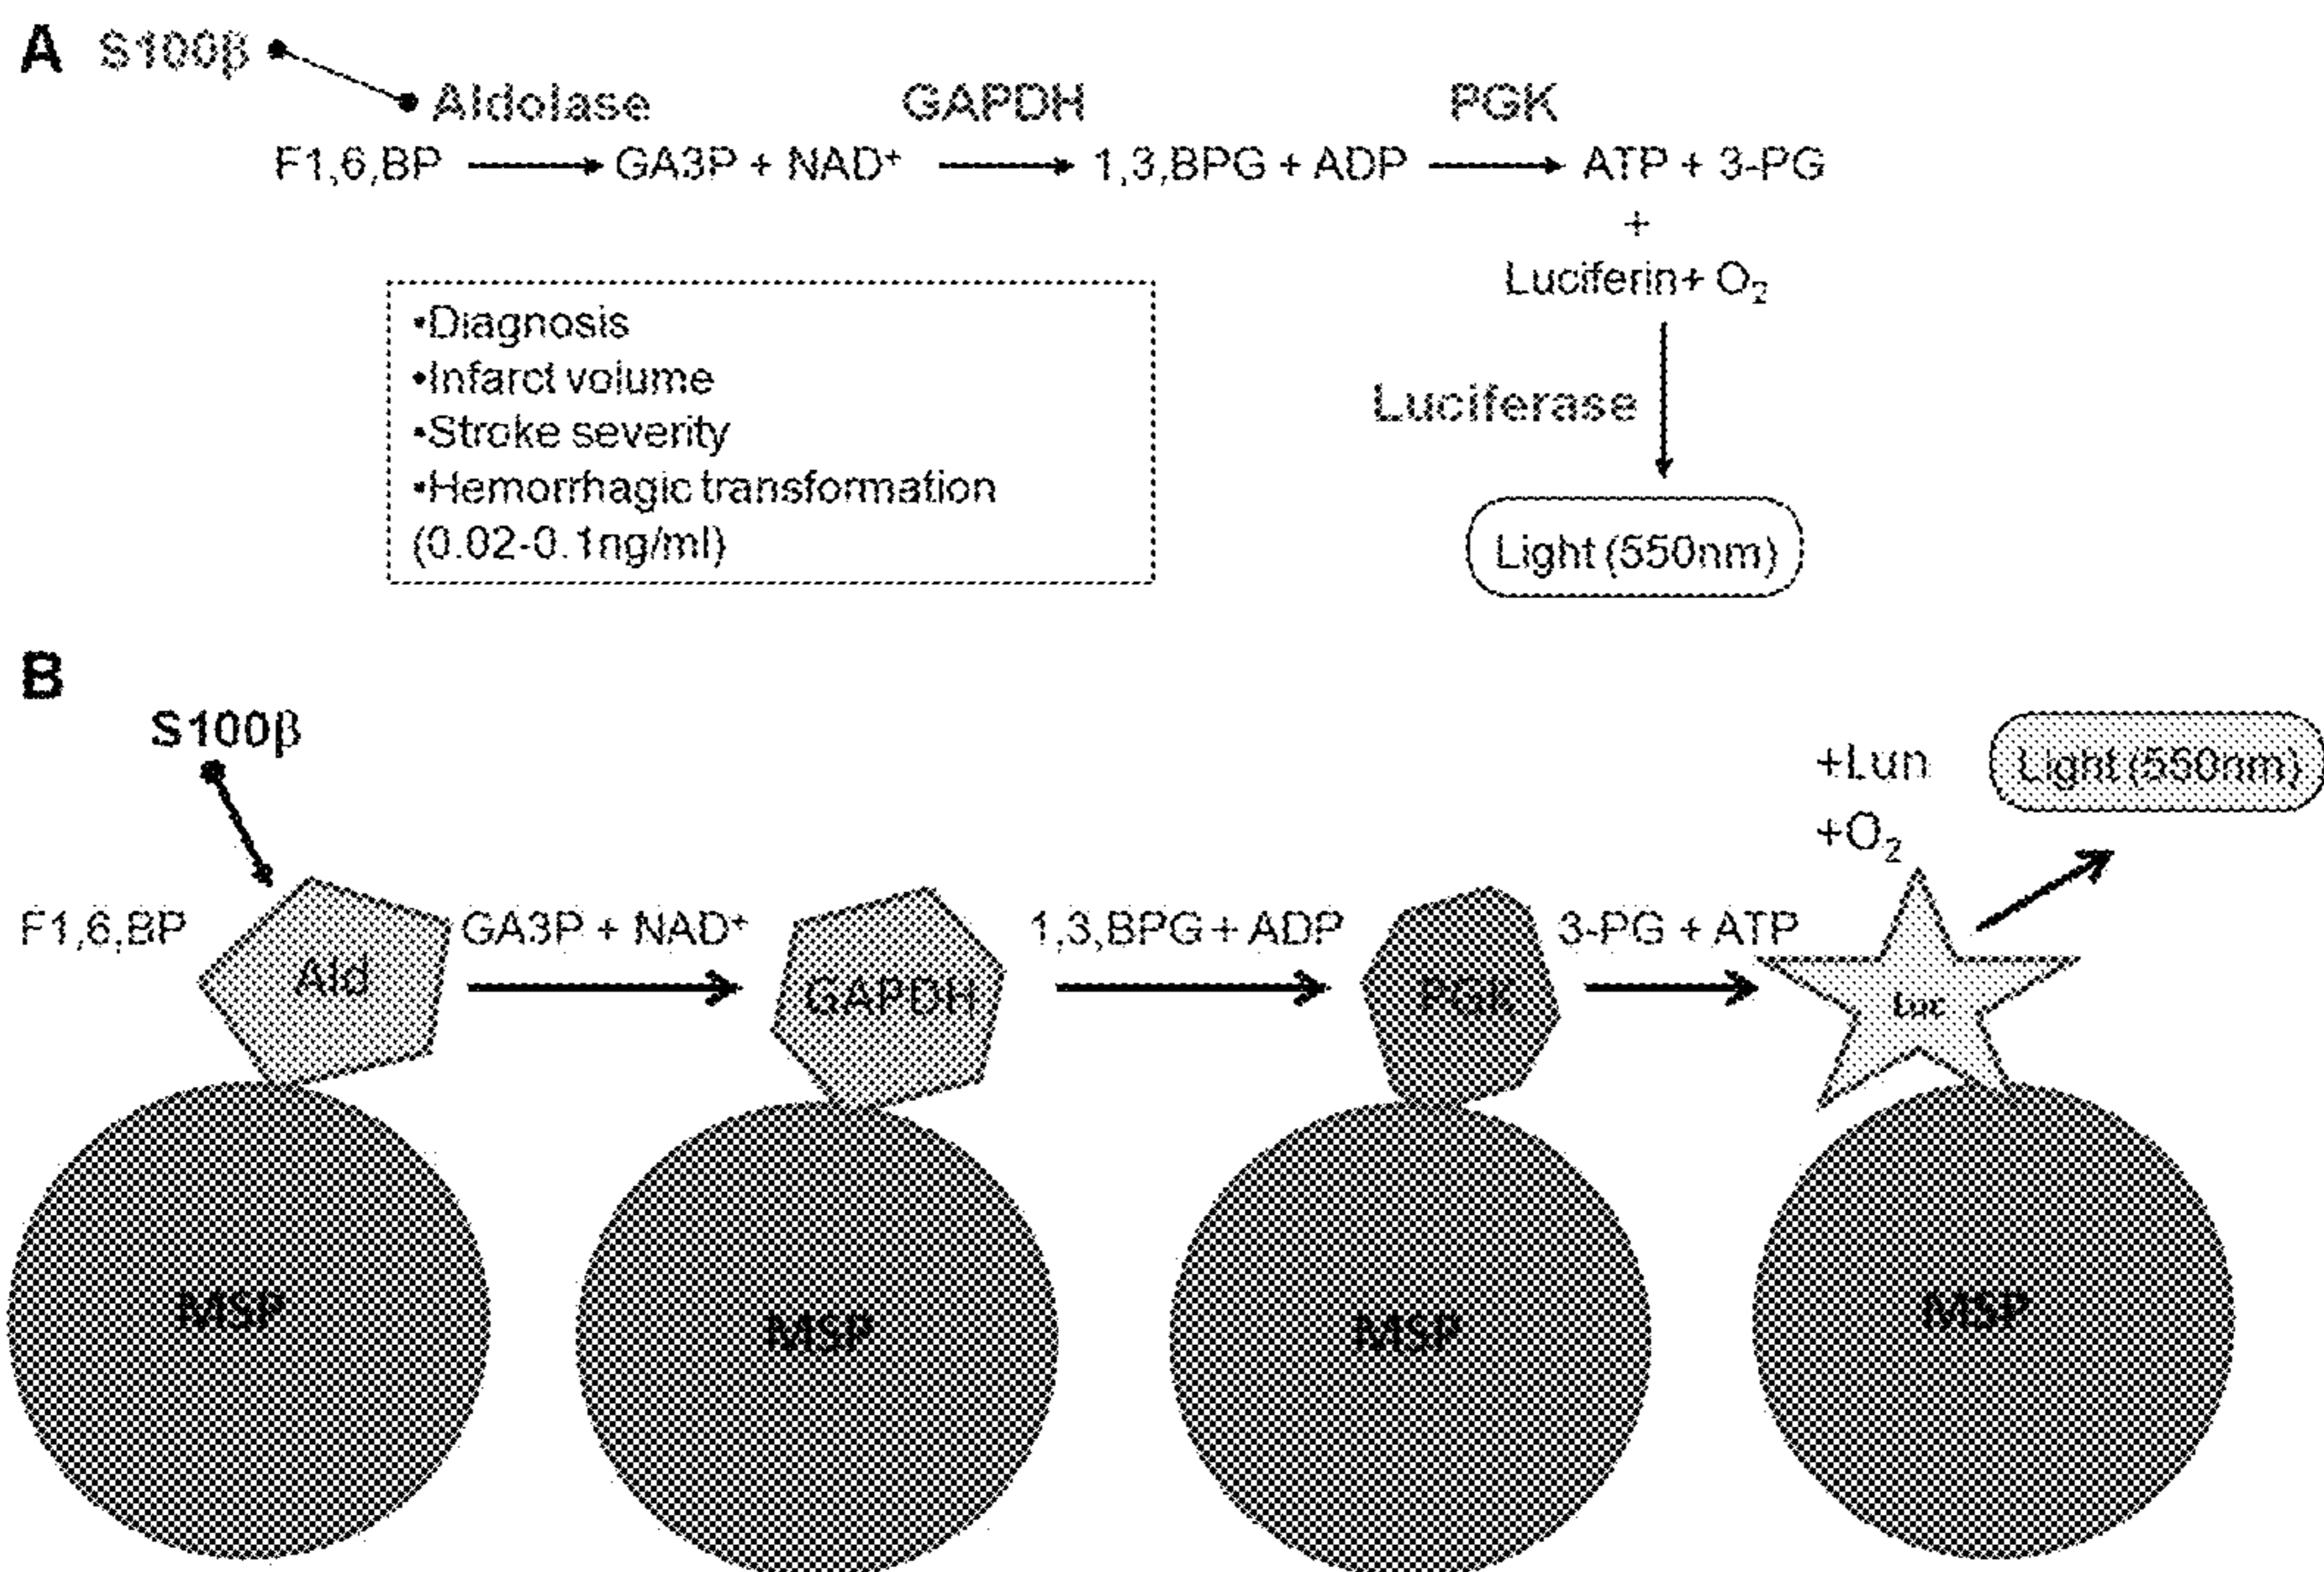 A
S100β
Aldolase GAPDH PGK
F1,6,BP → GA3P + NAD⁺ → 1,3,BPG + ADP → ATP + 3-PG
+
Luciferin+ O₂
•Diagnosis
•Infarct volume
•Stroke severity
•Hemorrhagic transformation
(0.02-0.1ng/ml)
Luciferase
Light (550nm)
B
S100β
+Lun Light (550nm)
+O₂
F1,6,BP GA3P + NAD⁺ 1,3,BPG + ADP 3-PG + ATP
Ald GAPDH PGK Luc
MSP MSP MSP MSP